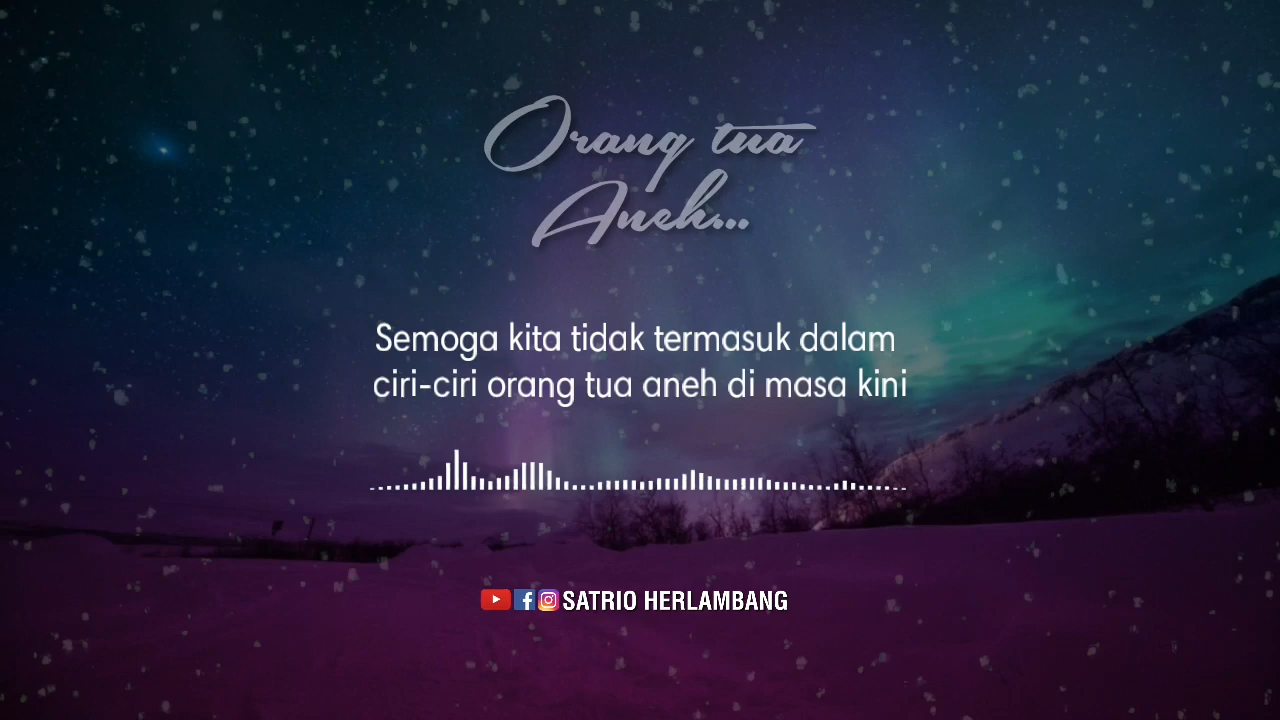 Orang tua
Aneh...
Semoga kita tidak termasuk dalam
ciri-ciri orang tua aneh di masa kini
SATRIO HERLAMBANG